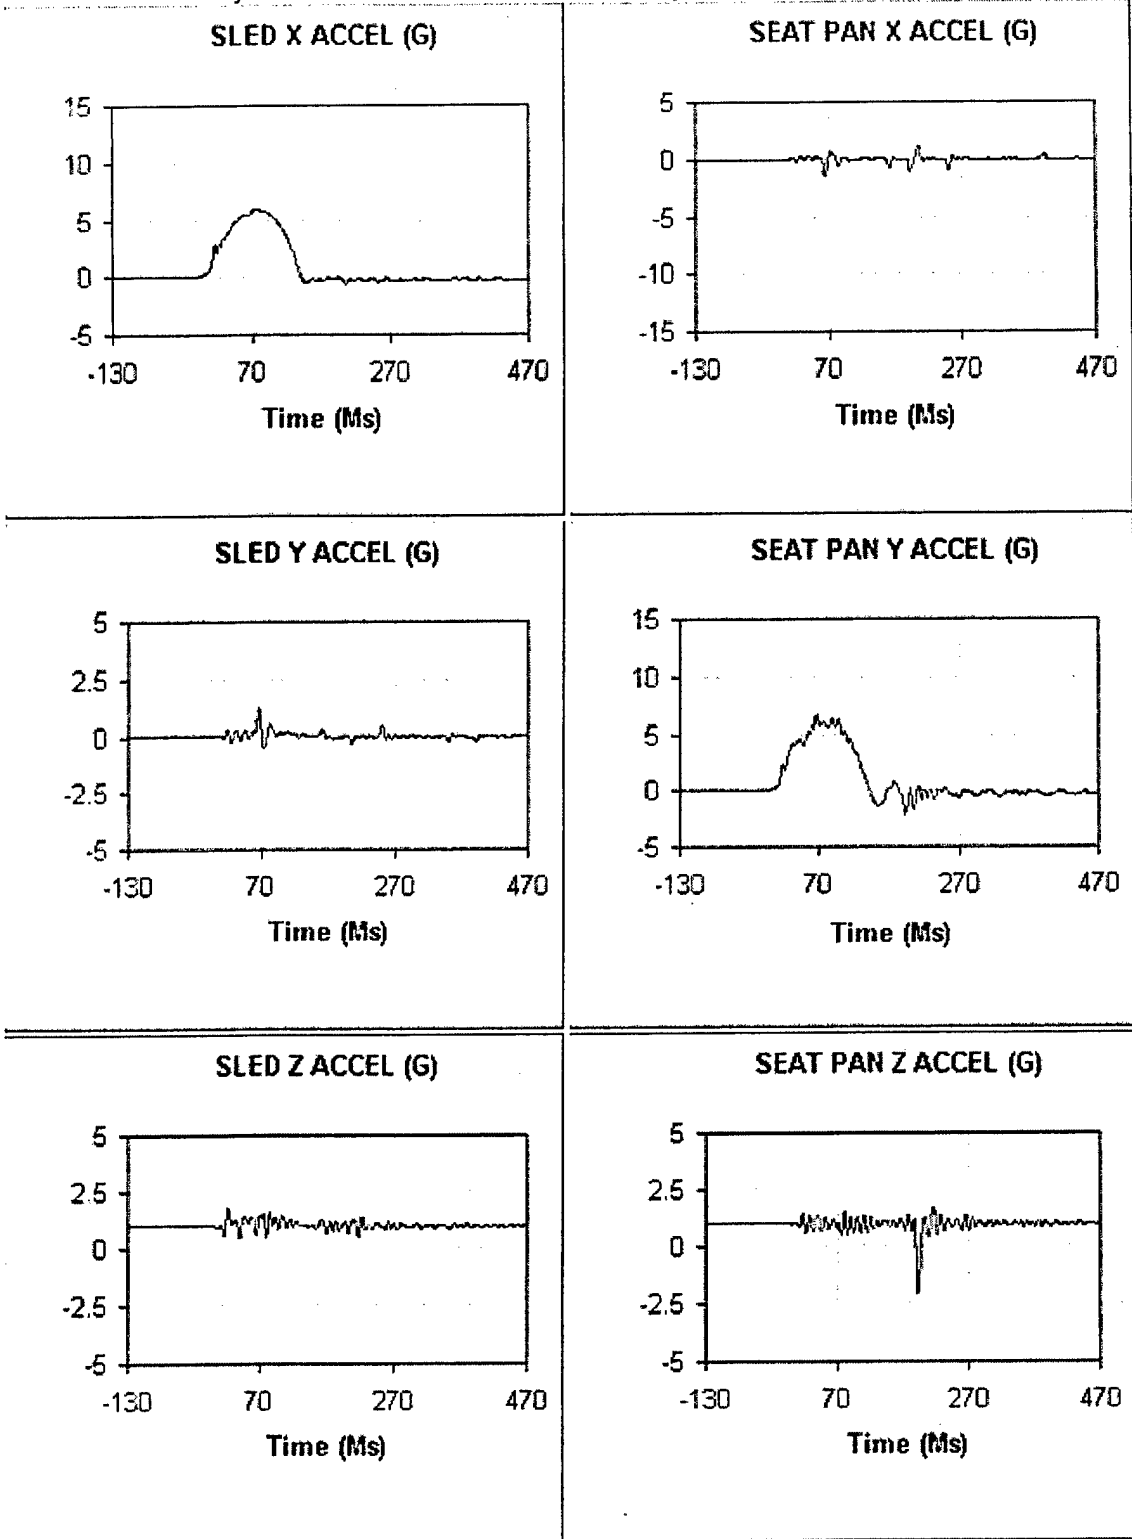 SLED X ACCEL (G)
15
10
5
0
-5
-130 70 270 470
Time (Ms)
SEAT PAN X ACCEL (G)
5
0
-5
-10
-15
-130 70 270 470
Time (Ms)
SLED Y ACCEL (G)
5
2.5
0
-2.5
-5
-130 70 270 470
Time (Ms)
SEAT PAN Y ACCEL (G)
15
10
5
0
-5
-130 70 270 470
Time (Ms)
SLED Z ACCEL (G)
5
2.5
0
-2.5
-5
-130 70 270 470
Time (Ms)
SEAT PAN Z ACCEL (G)
5
2.5
0
-2.5
-5
-130 70 270 470
Time (Ms)